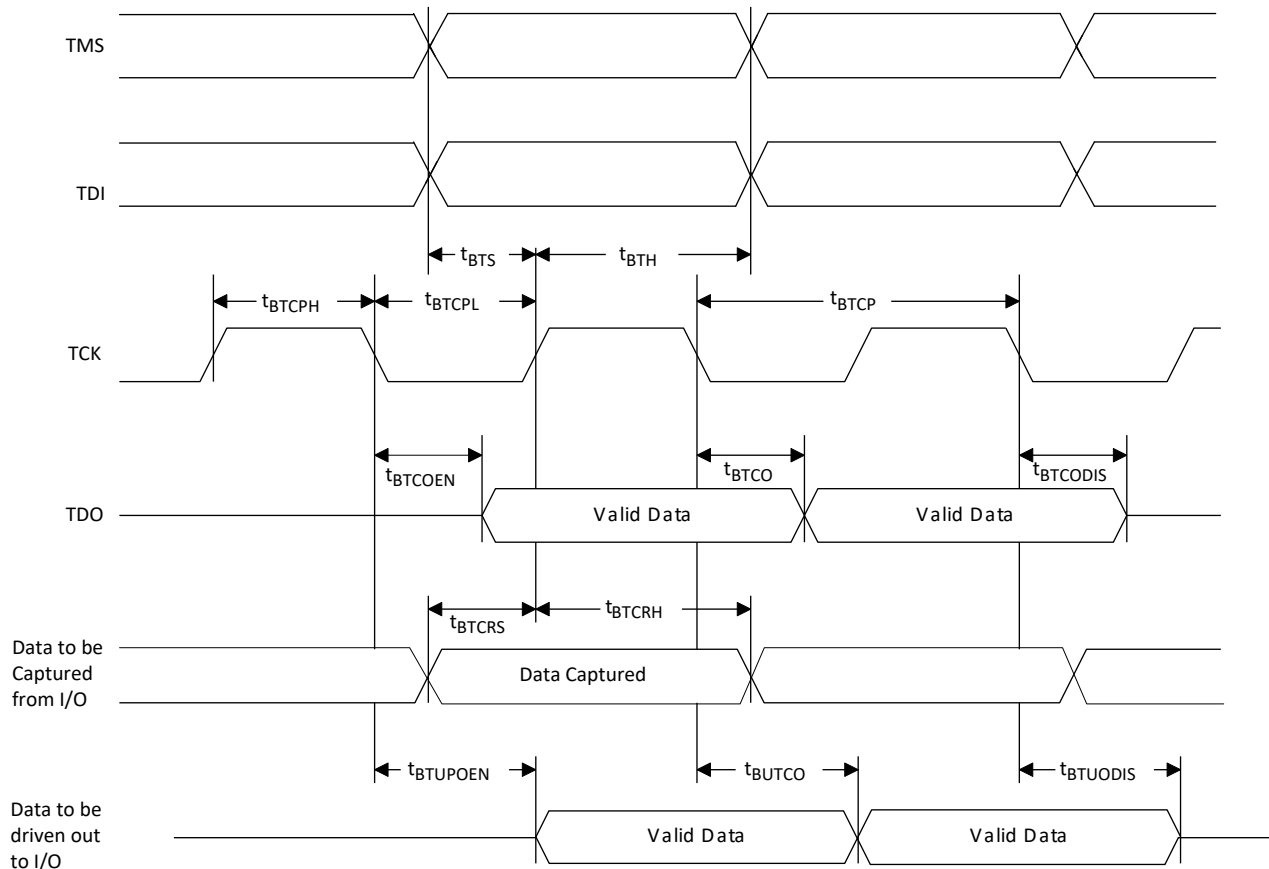 TMS
TDI
tBTS
tBTH
tBTCPH
tBTCPL
tBTCP
TCK
tBTCOEN
tBTCO
tBTCODIS
TDO
Valid Data
Valid Data
tBTCRS
tBTCRH
Data to be
Captured
from I/O
Data Captured
tBTUPOEN
tBUTCO
tBTUODIS
Data to be
driven out
to I/O
Valid Data
Valid Data